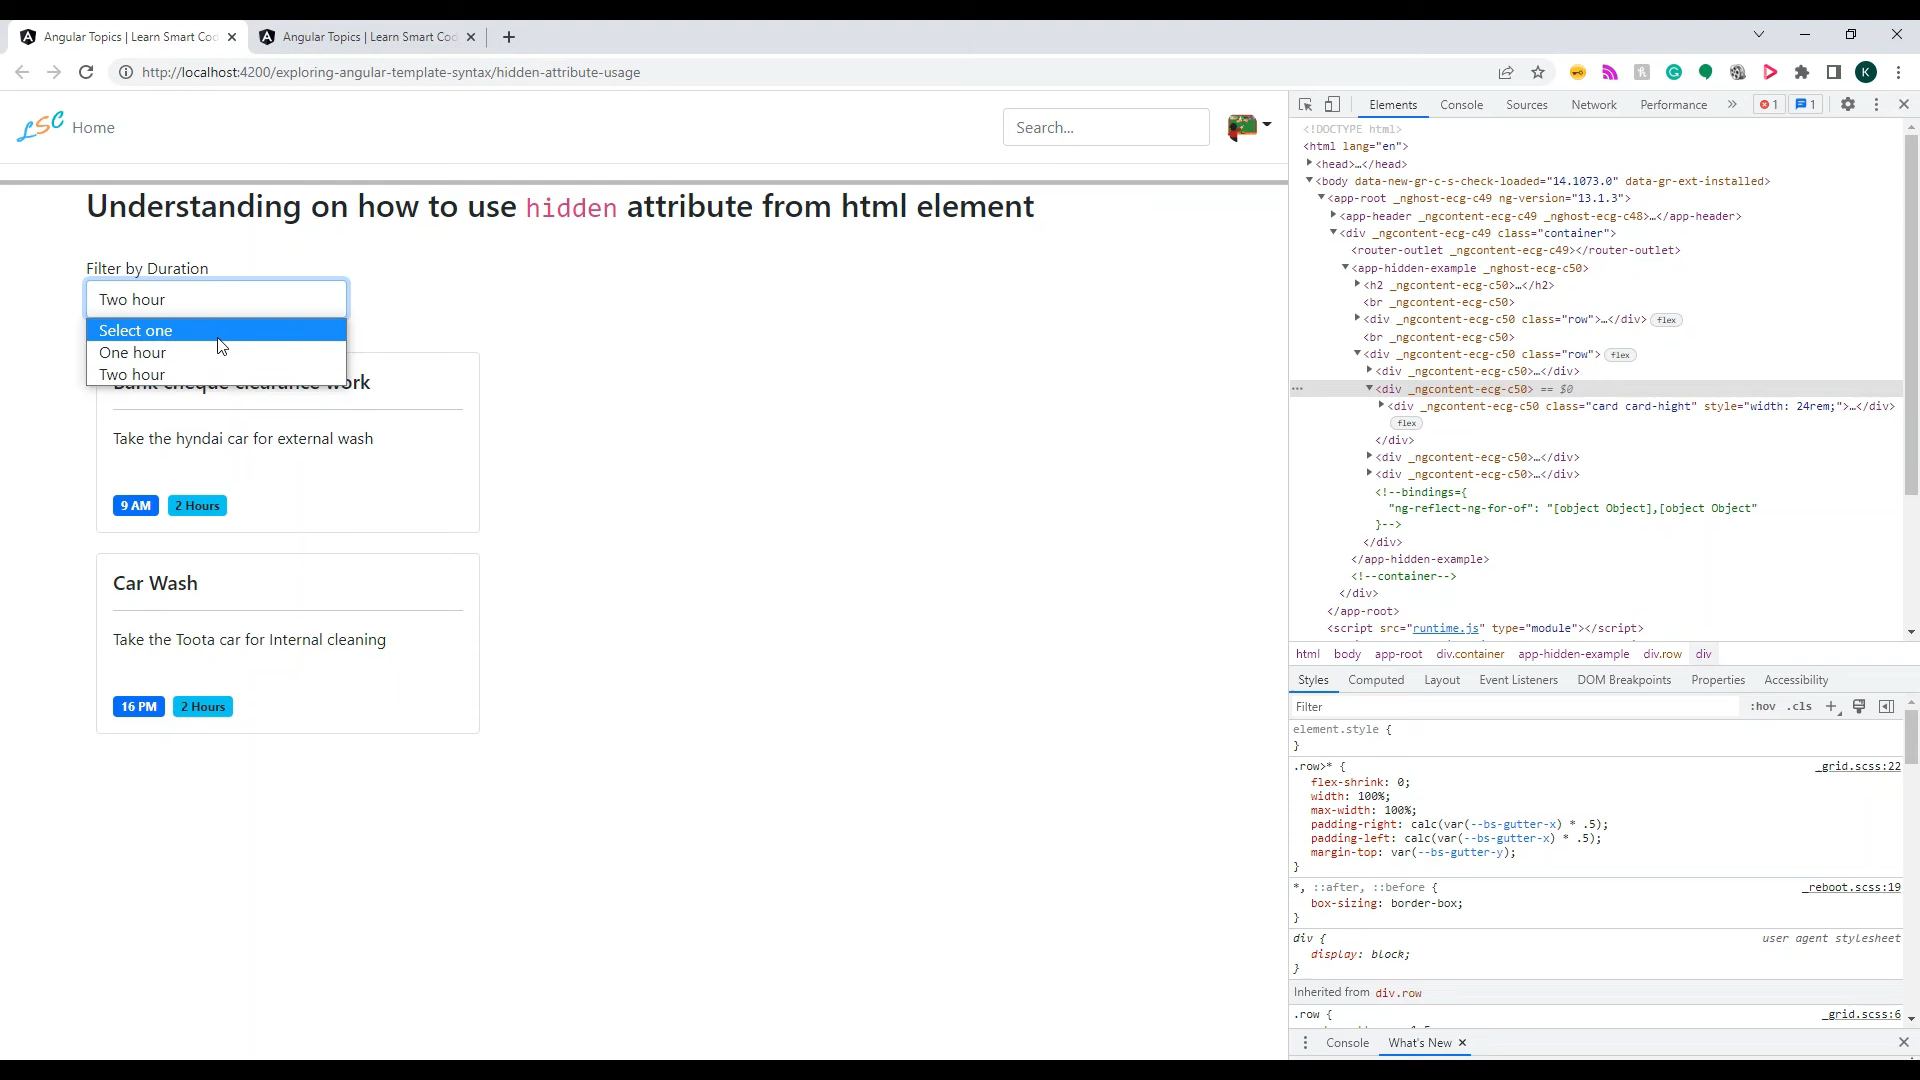 Angular Topics | Learn Smart Co
Angular Topics | Learn Smart Co
http://localhost:4200/exploring-angular-template-syntax/hidden-attribute-usage
K
LSC
Home
Search...
Understanding on how to use hidden attribute from html element
Filter by Duration
Two hour
Select one
One hour
Two hour
Bank cheque clearance work
Take the hyndai car for external wash
9 AM 2 Hours
Car Wash
Take the Toota car for Internal cleaning
16 PM 2 Hours
Elements Console Sources Network Performance » 1 1
<!DOCTYPE html>
<html lang="en">
<head>…</head>
<body data-new-gr-c-s-check-loaded="14.1073.0" data-gr-ext-installed>
<app-root _nghost-ecg-c49 ng-version="13.1.3">
<app-header _ngcontent-ecg-c49 _nghost-ecg-c48>…</app-header>
<div _ngcontent-ecg-c49 class="container">
<router-outlet _ngcontent-ecg-c49></router-outlet>
<app-hidden-example _nghost-ecg-c50>
<h2 _ngcontent-ecg-c50>…</h2>
<br _ngcontent-ecg-c50>
<div _ngcontent-ecg-c50 class="row">…</div> flex
<br _ngcontent-ecg-c50>
<div _ngcontent-ecg-c50 class="row"> flex
<div _ngcontent-ecg-c50>…</div>
… <div _ngcontent-ecg-c50> == $0
<div _ngcontent-ecg-c50 class="card card-hight" style="width: 24rem;">…</div>
flex
</div>
<div _ngcontent-ecg-c50>…</div>
<div _ngcontent-ecg-c50>…</div>
<!--bindings={
"ng-reflect-ng-for-of": "[object Object],[object Object"
}-->
</div>
</app-hidden-example>
<!--container-->
</div>
</app-root>
<script src="runtime.js" type="module"></script>
html body app-root div.container app-hidden-example div.row div
Styles Computed Layout Event Listeners DOM Breakpoints Properties Accessibility
Filter :hov .cls +
element.style {
}
.row>* { _grid.scss:22
flex-shrink: 0;
width: 100%;
max-width: 100%;
padding-right: calc(var(--bs-gutter-x) * .5);
padding-left: calc(var(--bs-gutter-x) * .5);
margin-top: var(--bs-gutter-y);
}
*, ::after, ::before { _reboot.scss:19
box-sizing: border-box;
}
div { user agent stylesheet
display: block;
}
Inherited from div.row
.row { _grid.scss:6
Console What's New